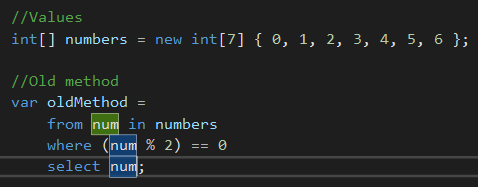 //Values
int[] numbers = new int[7] { 0, 1, 2, 3, 4, 5, 6 };
//Old method
var oldMethod =
from num in numbers
where (num % 2) == 0
select num;